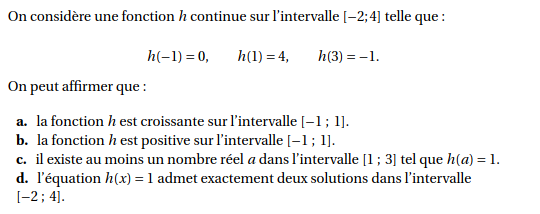 On considère une fonction h continue sur l'intervalle [−2;4] telle que :
h(−1) = 0, h(1) = 4, h(3) = −1.
On peut affirmer que :
a. la fonction h est croissante sur l'intervalle [−1 ; 1].
b. la fonction h est positive sur l'intervalle [−1 ; 1].
c. il existe au moins un nombre réel a dans l'intervalle [1 ; 3] tel que h(a) = 1.
d. l'équation h(x) = 1 admet exactement deux solutions dans l'intervalle
[−2 ; 4].